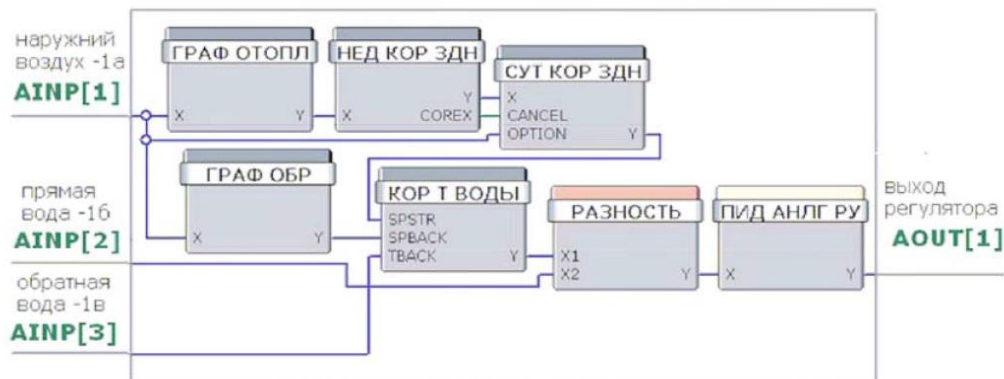 наружний
воздух -1а
AINP[1]
ГРАФ ОТОПЛ
X Y
НЕД КОР ЗДН
Y
X COREX
СУТ КОР ЗДН
X
CANCEL
OPTION Y
прямая
вода -1б
AINP[2]
ГРАФ ОБР
X Y
КОР Т ВОДЫ
SPSTR
SPBACK
TBACK Y
РАЗНОСТЬ
X1
X2 Y
ПИД АНЛГ РУ
X Y
выход
регулятора
AOUT[1]
обратная
вода -1в
AINP[3]